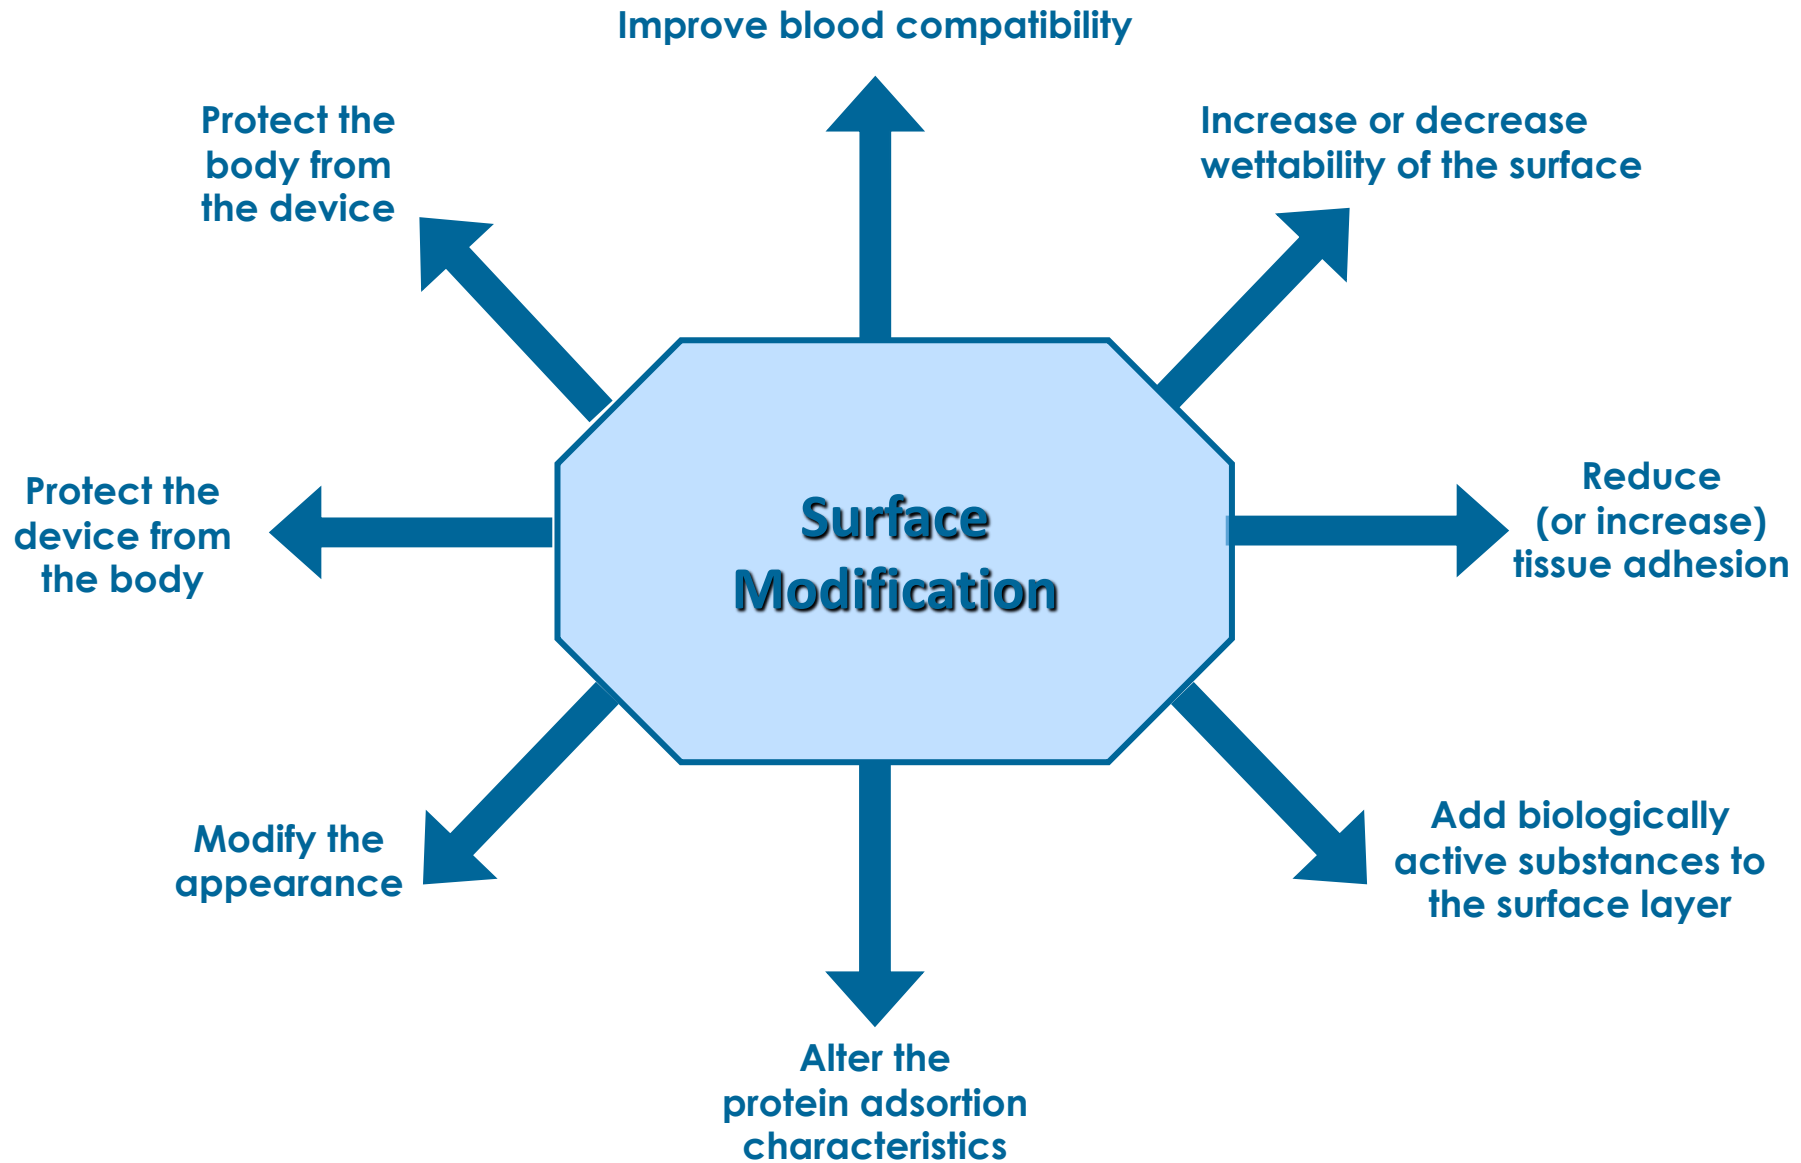 Improve blood compatibility
Protect the
body from
the device
Increase or decrease
wettability of the surface
Protect the
device from
the body
Surface
Modification
Reduce
(or increase)
tissue adhesion
Modify the
appearance
Add biologically
active substances to
the surface layer
Alter the
protein adsortion
characteristics